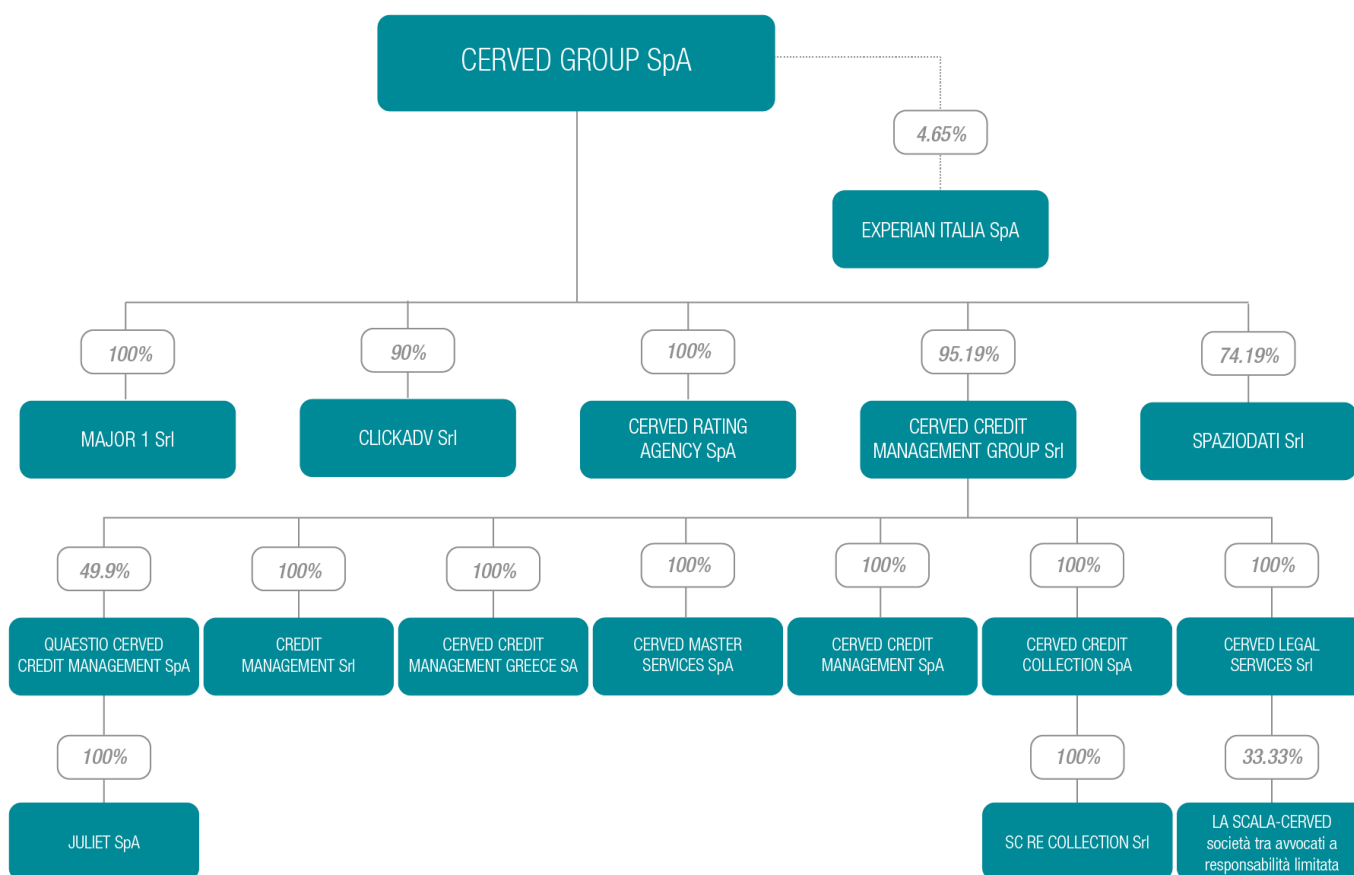 CERVED GROUP SpA
4.65%
EXPERIAN ITALIA SpA
100%
90%
100%
95.19%
74.19%
MAJOR 1 Srl
CLICKADV Srl
CERVED RATING
AGENCY SpA
CERVED CREDIT
MANAGEMENT GROUP Srl
SPAZIODATI Srl
49.9%
100%
100%
100%
100%
100%
100%
QUAESTIO CERVED
CREDIT MANAGEMENT SpA
CREDIT
MANAGEMENT Srl
CERVED CREDIT
MANAGEMENT GREECE SA
CERVED MASTER
SERVICES SpA
CERVED CREDIT
MANAGEMENT SpA
CERVED CREDIT
COLLECTION SpA
CERVED LEGAL
SERVICES Srl
100%
100%
33.33%
JULIET SpA
SC RE COLLECTION Srl
LA SCALA-CERVED
società tra avvocati a
responsabilità limitata